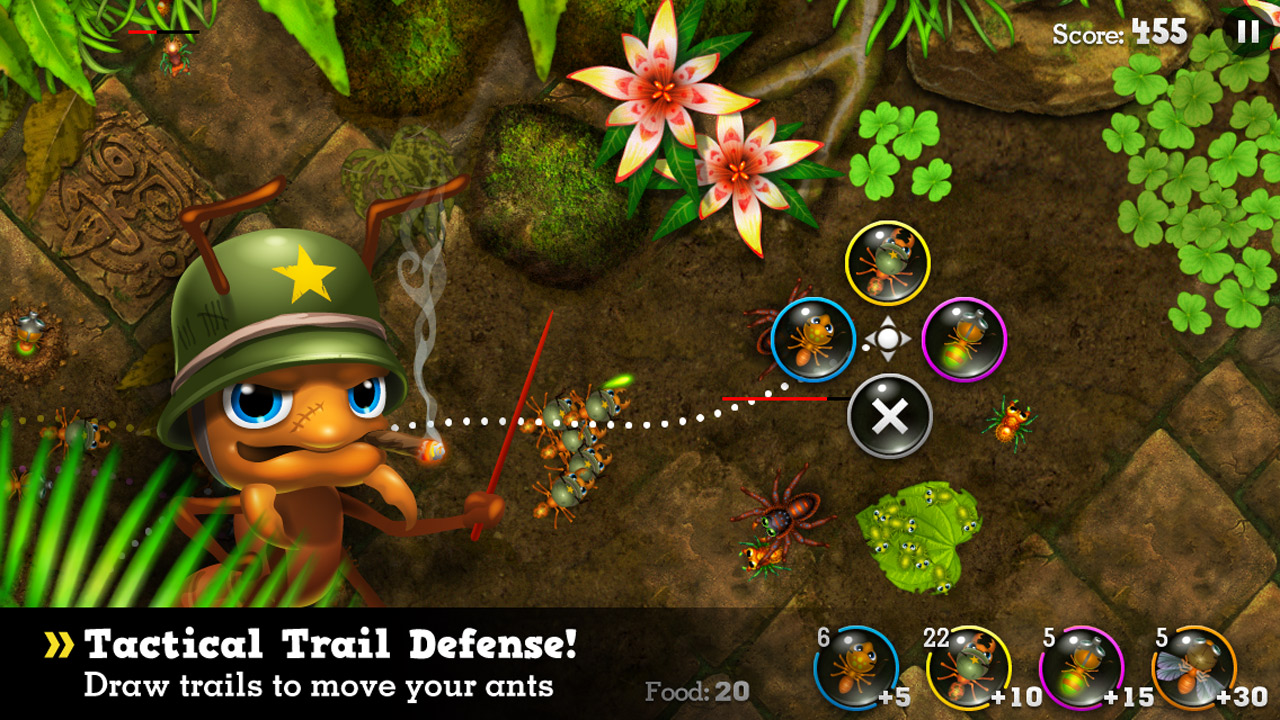 Score: 455
Tactical Trail Defense!
Draw trails to move your ants
Food: 20
6 22 5 5
+5 +10 +15 +30